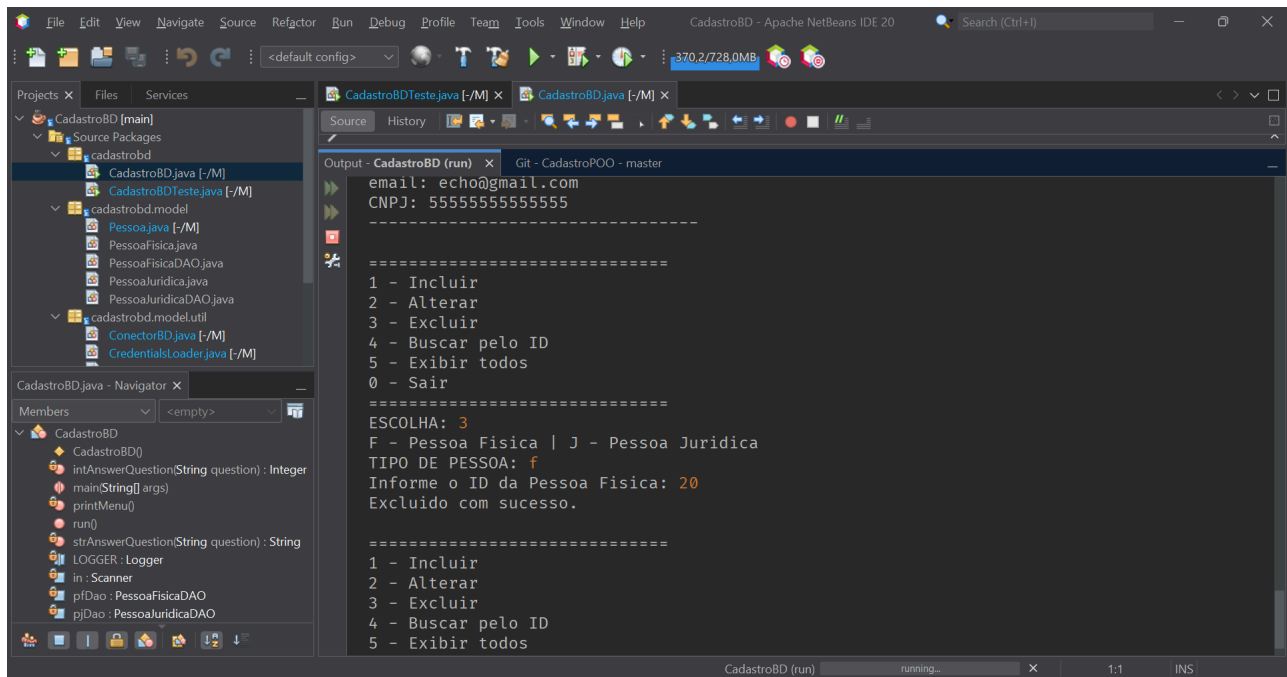 File Edit View Navigate Source Refactor Run Debug Profile Team Tools Window Help CadastroBD - Apache NetBeans IDE 20 Search (Ctrl+I)
<default config> 370,2/728,0MB
Projects Files Services
CadastroBD [main]
Source Packages
cadastrobd
CadastroBD.java [-/M]
CadastroBDTeste.java [-/M]
cadastrobd.model
Pessoa.java [-/M]
PessoaFisica.java
PessoaFisicaDAO.java
PessoaJuridica.java
PessoaJuridicaDAO.java
cadastrobd.model.util
ConectorBD.java [-/M]
CredentialsLoader.java [-/M]
CadastroBD.java - Navigator
Members <empty>
CadastroBD
CadastroBD()
intAnswerQuestion(String question) : Integer
main(String[] args)
printMenu()
run()
strAnswerQuestion(String question) : String
LOGGER : Logger
in : Scanner
pfDao : PessoaFisicaDAO
pjDao : PessoaJuridicaDAO
CadastroBDTeste.java [-/M] CadastroBD.java [-/M]
Source History
Output - CadastroBD (run) Git - CadastroPOO - master
email: echo@gmail.com
CNPJ: 55555555555555
---------------------------------
==============================
1 - Incluir
2 - Alterar
3 - Excluir
4 - Buscar pelo ID
5 - Exibir todos
0 - Sair
==============================
ESCOLHA: 3
F - Pessoa Fisica | J - Pessoa Juridica
TIPO DE PESSOA: f
Informe o ID da Pessoa Fisica: 20
Excluido com sucesso.
==============================
1 - Incluir
2 - Alterar
3 - Excluir
4 - Buscar pelo ID
5 - Exibir todos
CadastroBD (run) running... 1:1 INS